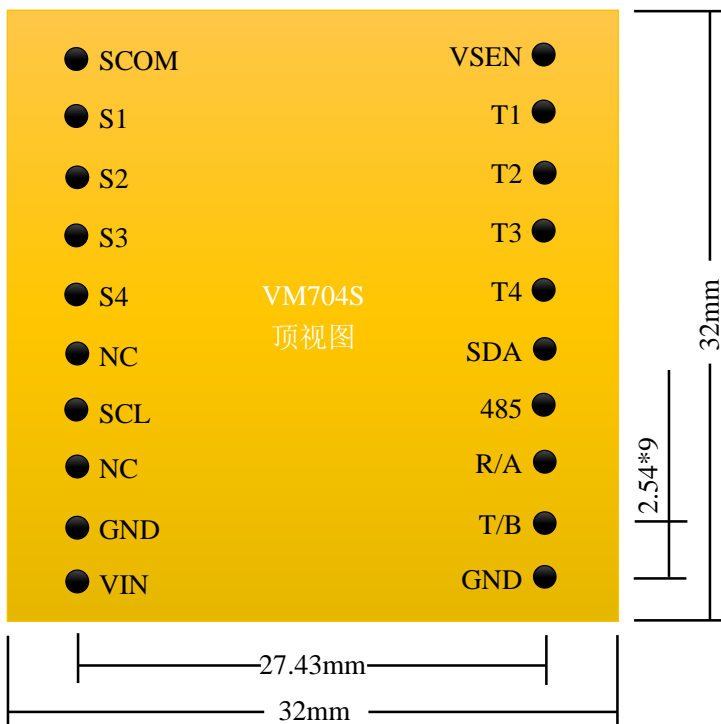 SCOM
VSEN
S1
T1
S2
T2
S3
T3
S4
T4
VM704S
顶视图
NC
SDA
SCL
485
NC
R/A
GND
T/B
VIN
GND
32mm
2.54*9
27.43mm
32mm